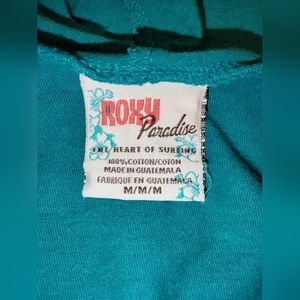 ROXY
Paradise
THE HEART OF SURFING
100% COTTON/COTON
MADE IN GUATEMALA
FABRIQUE EN GUATEMALA
M/M/M